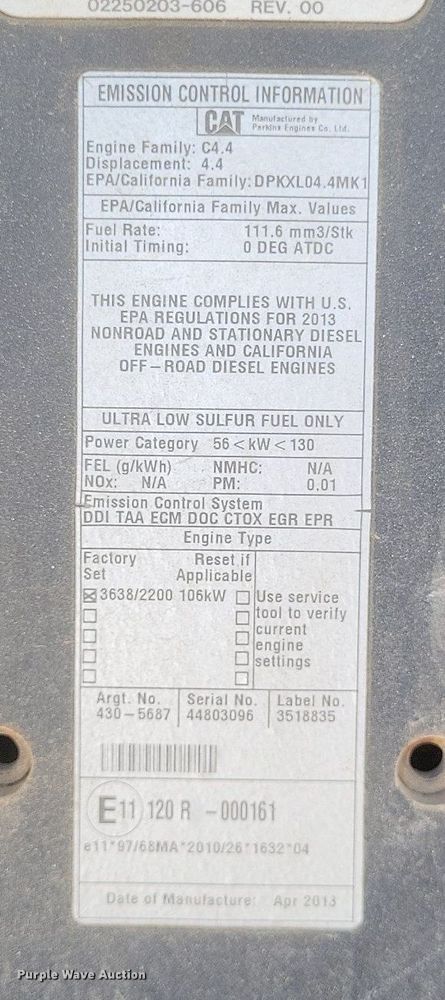 02250203-606 REV. 00
EMISSION CONTROL INFORMATION
CAT Manufactured by
Perkins Engines Co. Ltd.
Engine Family: C4.4
Displacement: 4.4
EPA/California Family: DPKXL04.4MK1
EPA/California Family Max. Values
Fuel Rate: 111.6 mm3/Stk
Initial Timing: 0 DEG ATDC
THIS ENGINE COMPLIES WITH U.S.
EPA REGULATIONS FOR 2013
NONROAD AND STATIONARY DIESEL
ENGINES AND CALIFORNIA
OFF-ROAD DIESEL ENGINES
ULTRA LOW SULFUR FUEL ONLY
Power Category 56<kW<130
FEL (g/kWh) NMHC: N/A
NOx: N/A PM: 0.01
Emission Control System
DDI TAA ECM DOC CTOX EGR EPR
Engine Type
Factory Reset if
Set Applicable
3638/2200 106kW Use service
tool to verify
current
engine
settings
Argt. No. Serial No. Label No.
430-5687 44803096 3518835
E11 120 R -000161
e11*97/68MA*2010/26*1632*04
Date of Manufacture: Apr 2013
Purple Wave Auction